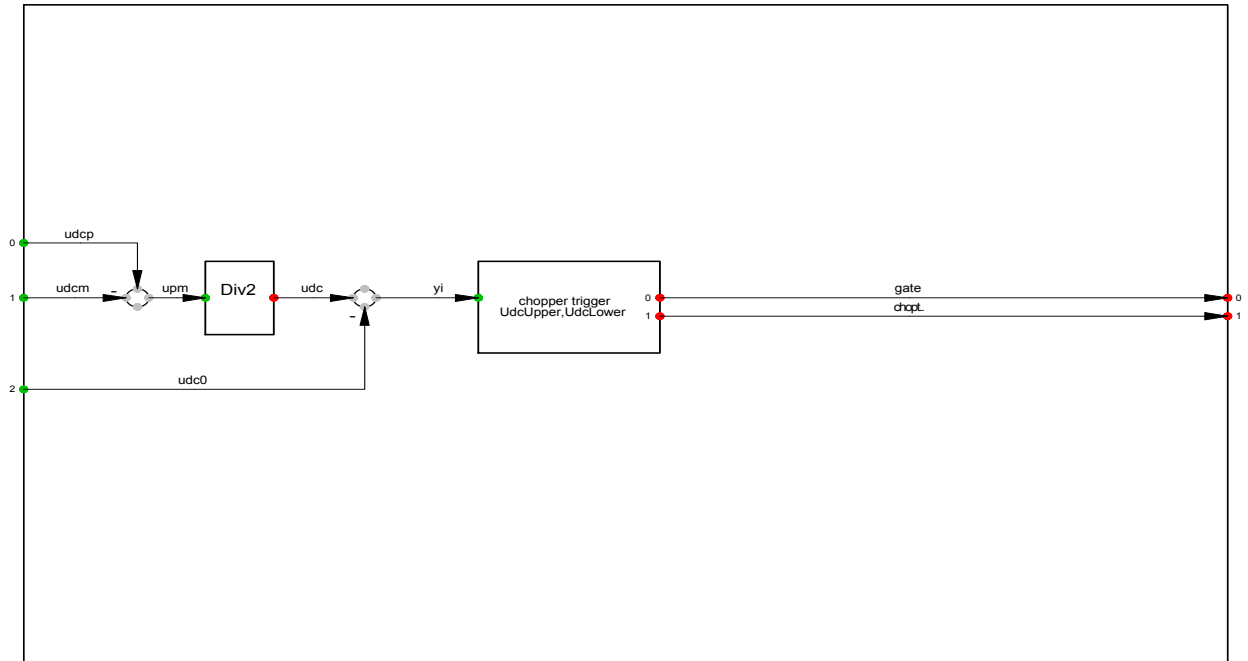 udcp
0
udcm
-
upm
Div2
udc
-
yi
chopper trigger
UdcUpper,UdcLower
0
1
gate
chopt..
0
1
1
udc0
2